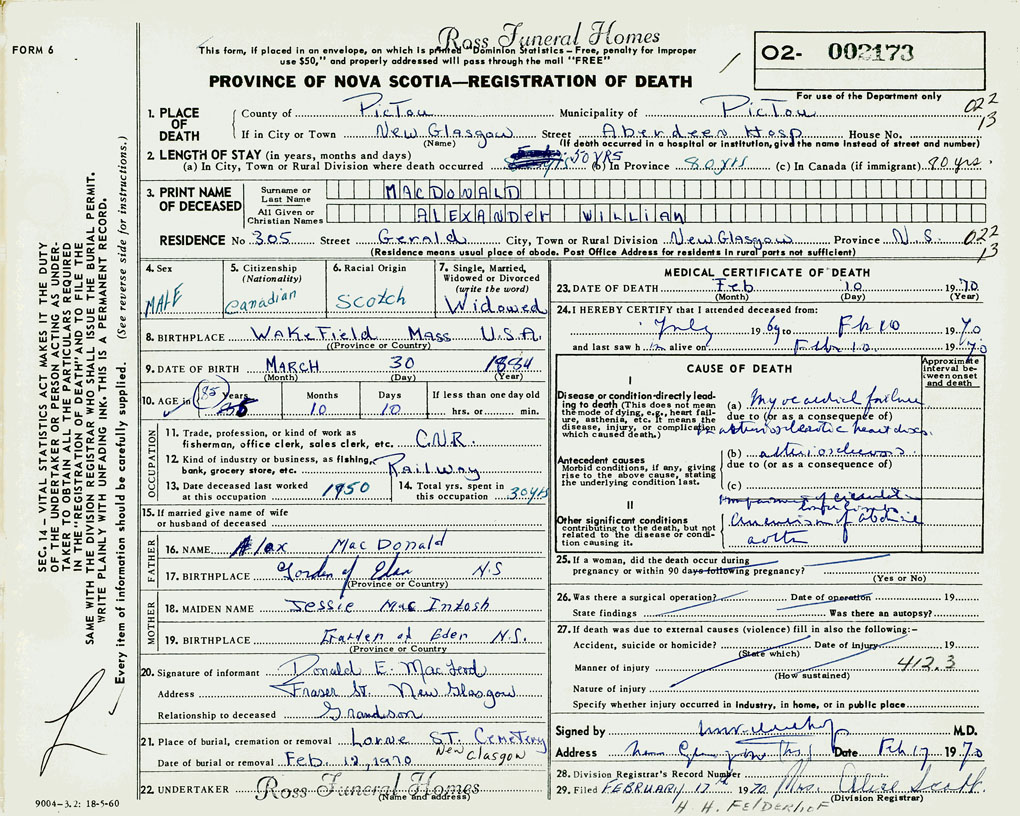 Ross Funeral Homes
FORM 6
This form, if placed in an envelope, on which is printed "Dominion Statistics — Free, penalty for improper
use $50," and properly addressed will pass through the mail "FREE"
PROVINCE OF NOVA SCOTIA—REGISTRATION OF DEATH
O2- 002173
For use of the Department only
022
13
1. PLACE OF DEATH
County of PicTou Municipality of PicTou
If in City or Town New Glasgow Street Aberdeen Hosp House No.
(Name) (If death occurred in a hospital or institution, give the name instead of street and number)
2. LENGTH OF STAY (in years, months and days)
(a) In City, Town or Rural Division where death occurred 50 YRS (b) In Province 80 yrs (c) In Canada (if immigrant) 80 yrs.
3. PRINT NAME OF DECEASED
Surname or Last Name MACDONALD
All Given or Christian Names ALEXANDER WILLIAM
RESIDENCE No 305 Street Gerald City, Town or Rural Division New Glasgow Province N.S.
022
13
(Residence means usual place of abode. Post Office Address for residents in rural parts not sufficient)
4. Sex MALE
5. Citizenship (Nationality) Canadian
6. Racial Origin Scotch
7. Single, Married, Widowed or Divorced (write the word) Widowed
8. BIRTHPLACE Wakefield Mass U.S.A.
((Province or Country)
9. DATE OF BIRTH MARCH 30 1884
(Month) (Day) (Year)
10. AGE in 85 Years Months 10 Days 10 If less than one day old hrs. or min.
OCCUPATION
11. Trade, profession, or kind of work as fisherman, office clerk, sales clerk, etc. C.N.R.
12. Kind of industry or business, as fishing, bank, grocery store, etc. Railway
13. Date deceased last worked at this occupation 1950
14. Total yrs. spent in this occupation 30 yrs
15. If married give name of wife or husband of deceased
FATHER
16. NAME Alex MacDonald
17. BIRTHPLACE Garden of Eden N.S
(Province or Country)
MOTHER
18. MAIDEN NAME Jessie MacIntosh
19. BIRTHPLACE Garden of Eden N.S.
(Province or Country)
20. Signature of informant Donald E. MacLeod
Address Fraser St. New Glasgow
Relationship to deceased Grandson
21. Place of burial, cremation or removal Lorne St. Cemetery
New Glasgow
Date of burial or removal Feb. 12, 1970
22. UNDERTAKER Ross Funeral Homes
(Name and address)
MEDICAL CERTIFICATE OF DEATH
23. DATE OF DEATH Feb 10 1970
(Month) (Day) (Year)
24. I HEREBY CERTIFY that I attended deceased from:
July 1969 to Feb 10 1970
and last saw him alive on Feb 10 1970
CAUSE OF DEATH
Approximate interval between onset and death
I
Disease or condition directly leading to death (This does not mean the mode of dying, e.g., heart failure, asthenia, etc. It means the disease, injury, or complication which caused death.)
(a) Myocardial failure
due to (or as a consequence of)
heart
Antecedent causes
Morbid conditions, if any, giving rise to the above cause, stating the underlying condition last.
(b)
due to (or as a consequence of)
(c)
II
Other significant conditions contributing to the death, but not related to the disease or condition causing it.
of
25. If a woman, did the death occur during pregnancy or within 90 days following pregnancy?
(Yes or No)
26. Was there a surgical operation? Date of operation 19
State findings Was there an autopsy?
27. If death was due to external causes (violence) fill in also the following:—
Accident, suicide or homicide? Date of injury 19
(State which)
Manner of injury 412.3
(How sustained)
Nature of injury
Specify whether injury occurred in industry, in home, or in public place
Signed by M.D.
Address Date Feb 17 1970
28. Division Registrar's Record Number
29. Filed FEBRUARY 17th 1970 Mrs. Alice Scott
(Division Registrar)
H. H. FELDERHOF
SEC. 14 — VITAL STATISTICS ACT MAKES IT THE DUTY
OF THE UNDERTAKER OR PERSON ACTING AS UNDER-
TAKER TO OBTAIN ALL THE PARTICULARS REQUIRED
IN THE "REGISTRATION OF DEATH" AND TO FILE THE
SAME WITH THE DIVISION REGISTRAR WHO SHALL ISSUE THE BURIAL PERMIT.
WRITE PLAINLY WITH UNFADING INK. THIS IS A PERMANENT RECORD.
Every item of information should be carefully supplied. (See reverse side for instructions.)
9004-3.2: 18-5-60